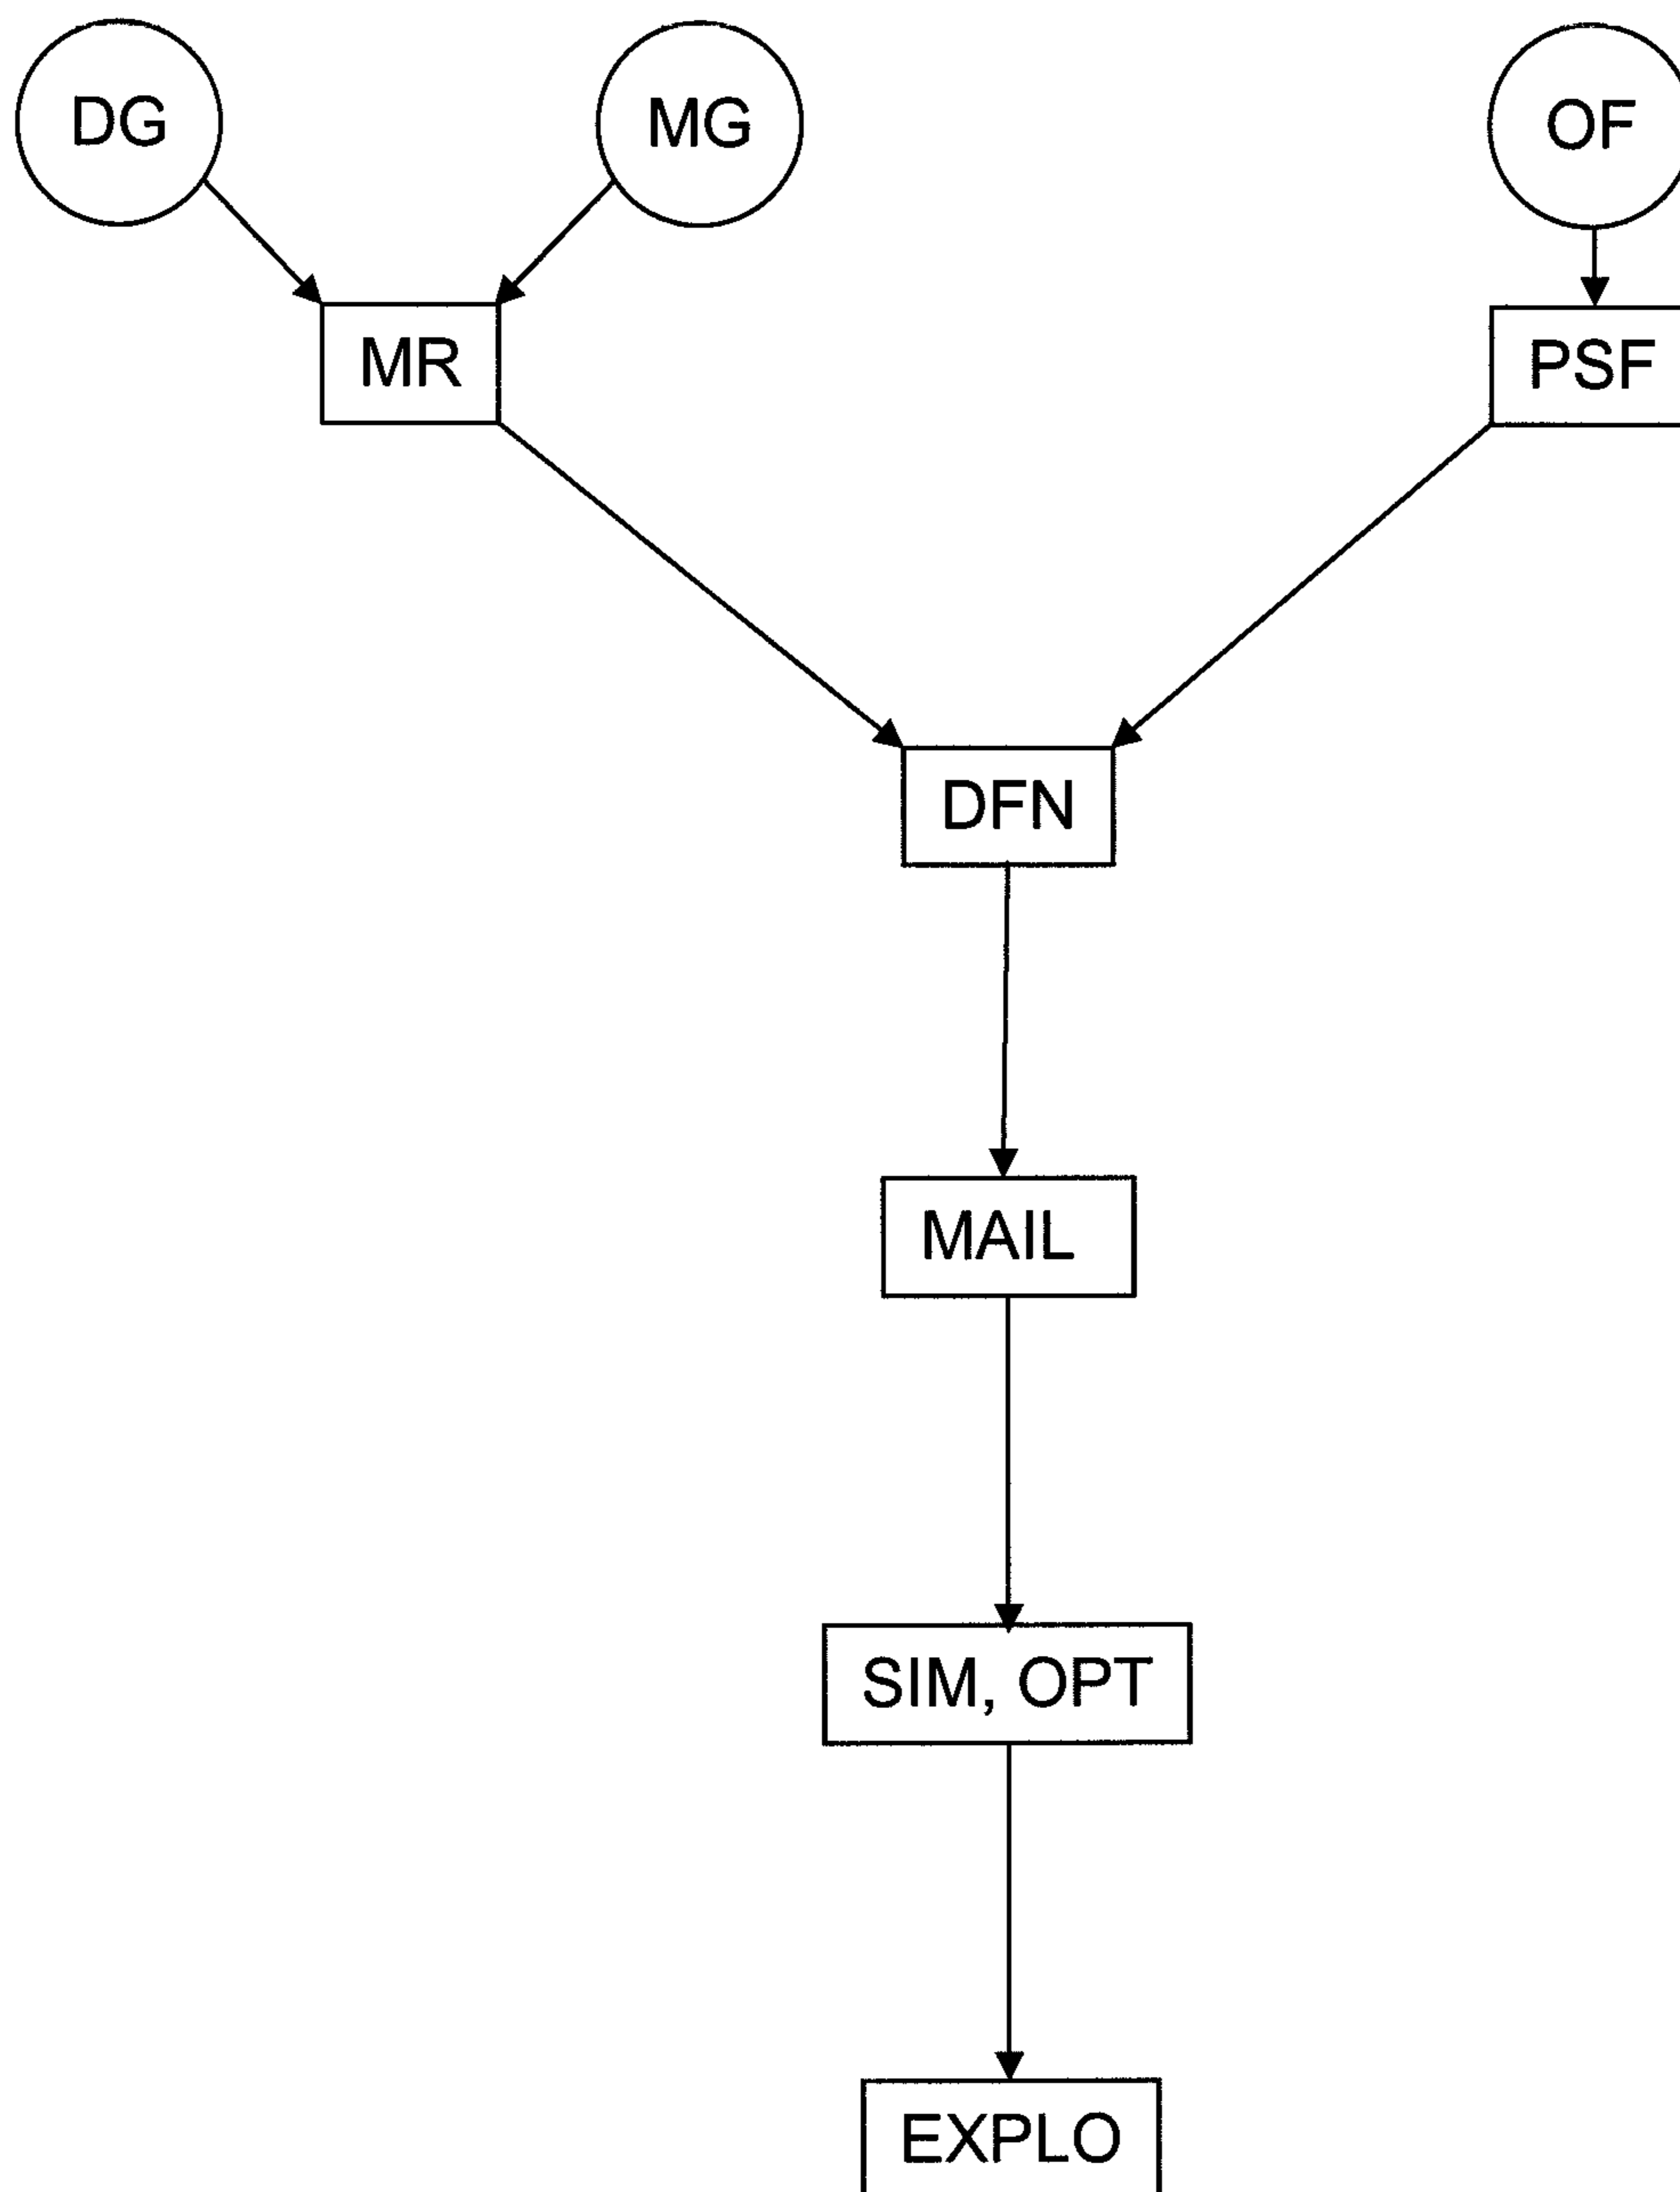 DG
MG
OF
MR
PSF
DFN
MAIL
SIM, OPT
EXPLO